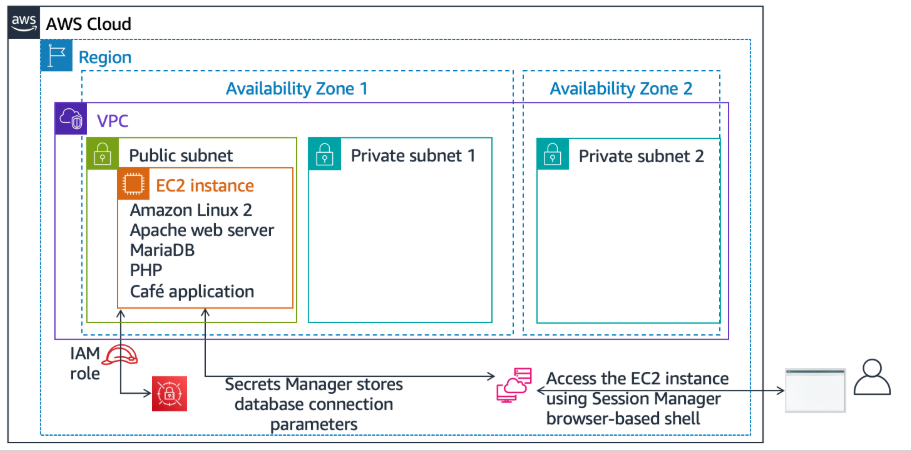 aws
AWS Cloud
Region
Availability Zone 1
Availability Zone 2
VPC
Public subnet
Private subnet 1
Private subnet 2
EC2 instance
Amazon Linux 2
Apache web server
MariaDB
PHP
Café application
IAM
role
Secrets Manager stores
database connection
parameters
Access the EC2 instance
using Session Manager
browser-based shell